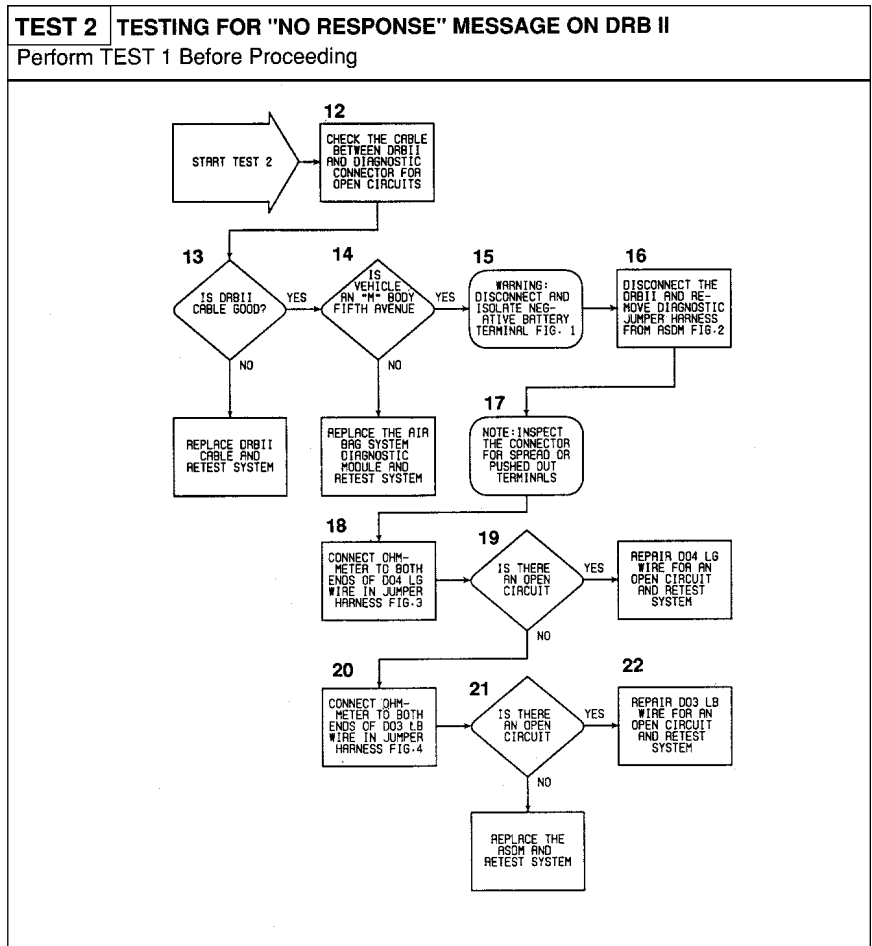 TEST 2 TESTING FOR "NO RESPONSE" MESSAGE ON DRB II
Perform TEST 1 Before Proceeding
START TEST 2
12
CHECK THE CABLE
BETWEEN DRBII
AND DIAGNOSTIC
CONNECTOR FOR
OPEN CIRCUITS
13
IS DRBII
CABLE GOOD?
YES
NO
REPLACE DRBII
CABLE AND
RETEST SYSTEM
14
IS
VEHICLE
AN "M" BODY
FIFTH AVENUE
YES
NO
REPLACE THE AIR
BAG SYSTEM
DIAGNOSTIC
MODULE AND
RETEST SYSTEM
15
WARNING:
DISCONNECT AND
ISOLATE NEG-
ATIVE BATTERY
TERMINAL FIG. 1
16
DISCONNECT THE
DRBII AND RE-
MOVE DIAGNOSTIC
JUMPER HARNESS
FROM ASDM FIG.2
17
NOTE:INSPECT
THE CONNECTOR
FOR SPREAD OR
PUSHED OUT
TERMINALS
18
CONNECT OHM-
METER TO BOTH
ENDS OF D04 LG
WIRE IN JUMPER
HARNESS FIG.3
19
IS THERE
AN OPEN
CIRCUIT
YES
NO
REPAIR D04 LG
WIRE FOR AN
OPEN CIRCUIT
AND RETEST
SYSTEM
20
CONNECT OHM-
METER TO BOTH
ENDS OF D03 LB
WIRE IN JUMPER
HARNESS FIG.4
21
IS THERE
AN OPEN
CIRCUIT
YES
NO
22
REPAIR D03 LB
WIRE FOR AN
OPEN CIRCUIT
AND RETEST
SYSTEM
REPLACE THE
ASDM AND
RETEST SYSTEM